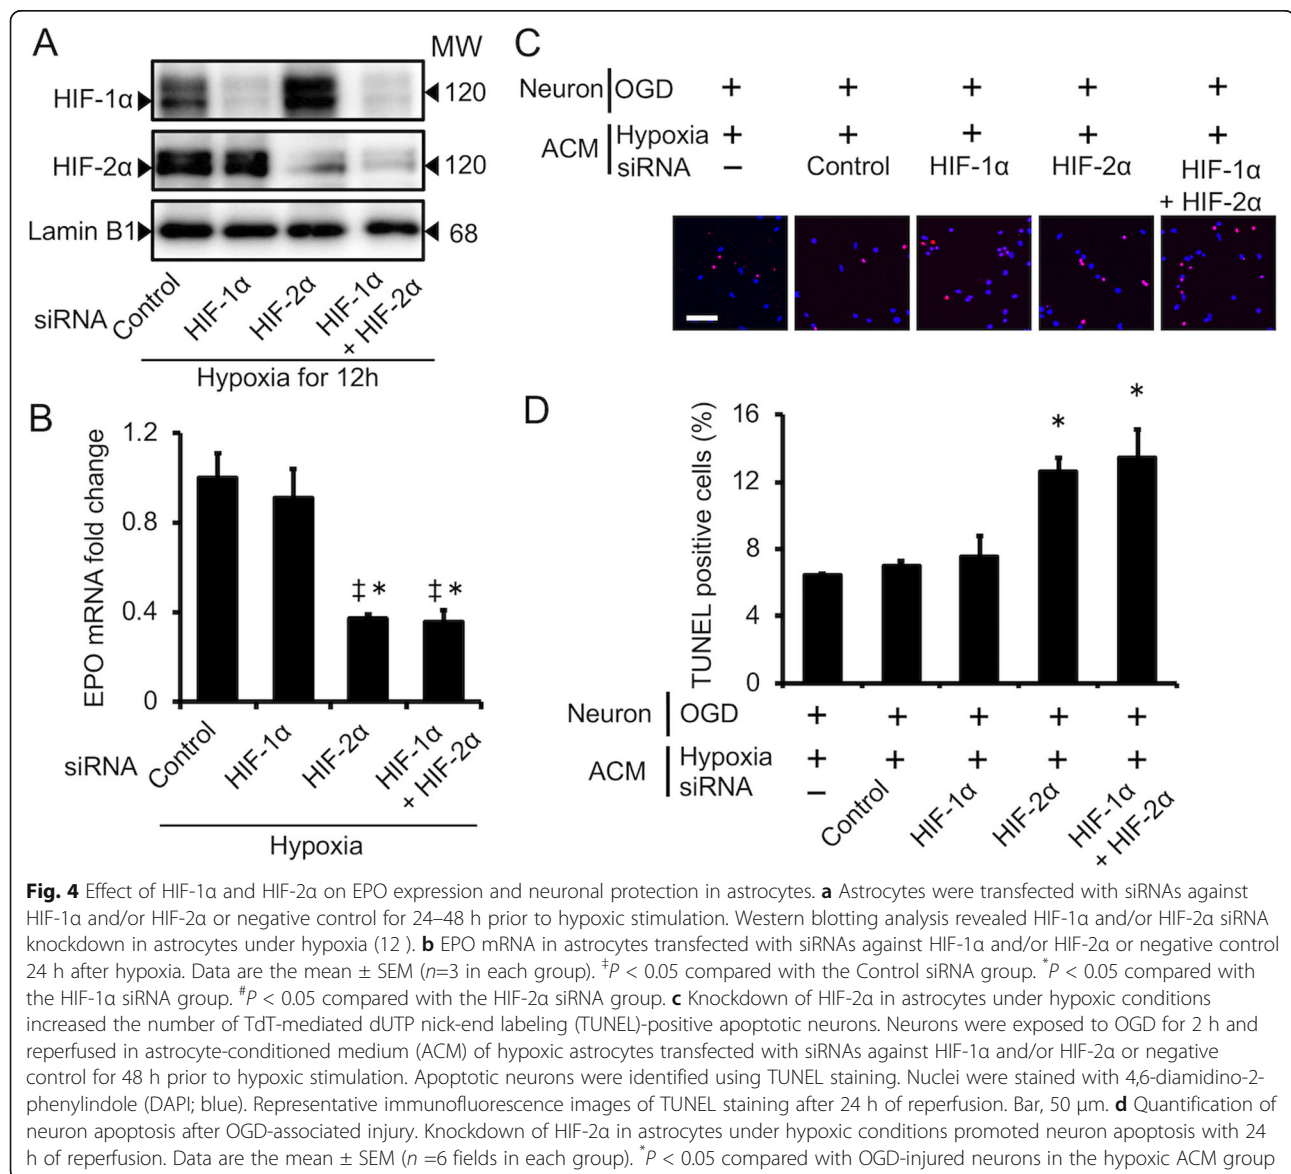 A
MW
HIF-1α
120
HIF-2α
120
Lamin B1
68
siRNA
Control
HIF-1α
HIF-2α
HIF-1α
+ HIF-2α
Hypoxia for 12h
C
Neuron OGD + + + + +
ACM Hypoxia + + + + +
siRNA – Control HIF-1α HIF-2α HIF-1α
+ HIF-2α
B
EPO mRNA fold change
1.2
0.8
0.4
0
‡ *
‡ *
siRNA
Control
HIF-1α
HIF-2α
HIF-1α
+ HIF-2α
Hypoxia
D
TUNEL positive cells (%)
16
12
8
4
0
*
*
Neuron OGD + + + + +
ACM Hypoxia + + + + +
siRNA – Control HIF-1α HIF-2α HIF-1α
+ HIF-2α
Fig. 4 Effect of HIF-1α and HIF-2α on EPO expression and neuronal protection in astrocytes. a Astrocytes were transfected with siRNAs against
HIF-1α and/or HIF-2α or negative control for 24–48 h prior to hypoxic stimulation. Western blotting analysis revealed HIF-1α and/or HIF-2α siRNA
knockdown in astrocytes under hypoxia (12 ). b EPO mRNA in astrocytes transfected with siRNAs against HIF-1α and/or HIF-2α or negative control
24 h after hypoxia. Data are the mean ± SEM (n=3 in each group). ‡P < 0.05 compared with the Control siRNA group. *P < 0.05 compared with
the HIF-1α siRNA group. #P < 0.05 compared with the HIF-2α siRNA group. c Knockdown of HIF-2α in astrocytes under hypoxic conditions
increased the number of TdT-mediated dUTP nick-end labeling (TUNEL)-positive apoptotic neurons. Neurons were exposed to OGD for 2 h and
reperfused in astrocyte-conditioned medium (ACM) of hypoxic astrocytes transfected with siRNAs against HIF-1α and/or HIF-2α or negative
control for 48 h prior to hypoxic stimulation. Apoptotic neurons were identified using TUNEL staining. Nuclei were stained with 4,6-diamidino-2-
phenylindole (DAPI; blue). Representative immunofluorescence images of TUNEL staining after 24 h of reperfusion. Bar, 50 μm. d Quantification of
neuron apoptosis after OGD-associated injury. Knockdown of HIF-2α in astrocytes under hypoxic conditions promoted neuron apoptosis with 24
h of reperfusion. Data are the mean ± SEM (n =6 fields in each group). *P < 0.05 compared with OGD-injured neurons in the hypoxic ACM group